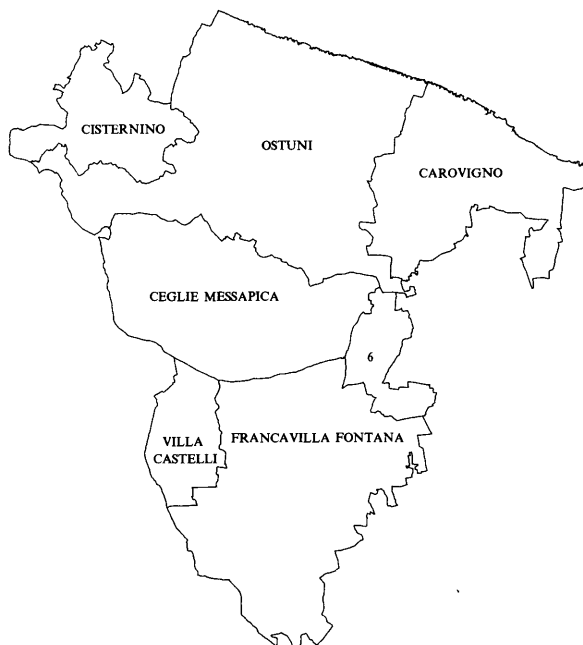 CISTERNINO
OSTUNI
CAROVIGNO
CEGLIE MESSAPICA
6
VILLA
CASTELLI
FRANCAVILLA FONTANA